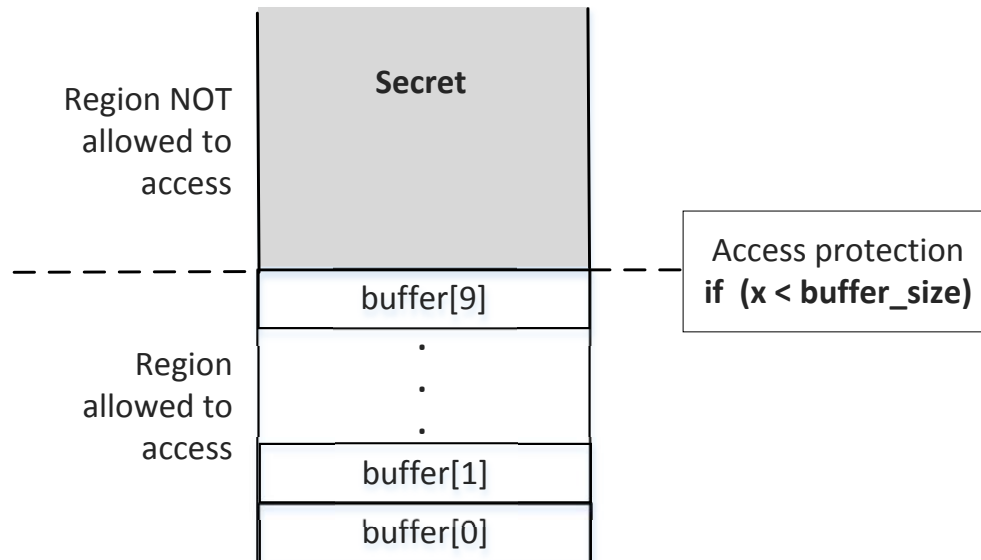 Secret
Region NOT
allowed to
access
Access protection
if (x < buffer_size)
buffer[9]
.
.
.
Region
allowed to
access
buffer[1]
buffer[0]